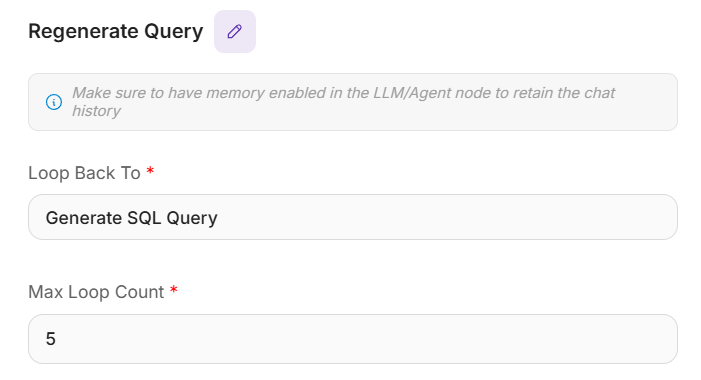 Regenerate Query
Make sure to have memory enabled in the LLM/Agent node to retain the chat
history
Loop Back To *
Generate SQL Query
Max Loop Count *
5